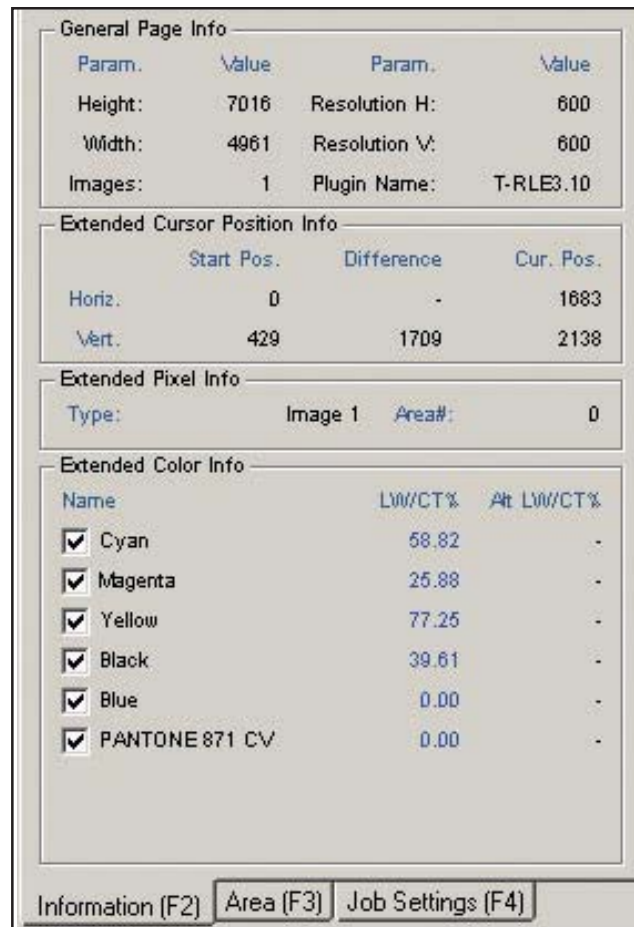 General Page Info
Param. Value Param. Value
Height: 7016 Resolution H: 600
Width: 4961 Resolution V: 600
Images: 1 Plugin Name: T-RLE3.10
Extended Cursor Position Info
Start Pos. Difference Cur. Pos.
Horiz. 0 - 1683
Vert. 429 1709 2138
Extended Pixel Info
Type: Image 1 Area#: 0
Extended Color Info
Name LW/CT% Alt LW/CT%
Cyan 58.82 -
Magenta 25.88 -
Yellow 77.25 -
Black 39.61 -
Blue 0.00 -
PANTONE 871 CV 0.00 -
Information (F2) Area (F3) Job Settings (F4)